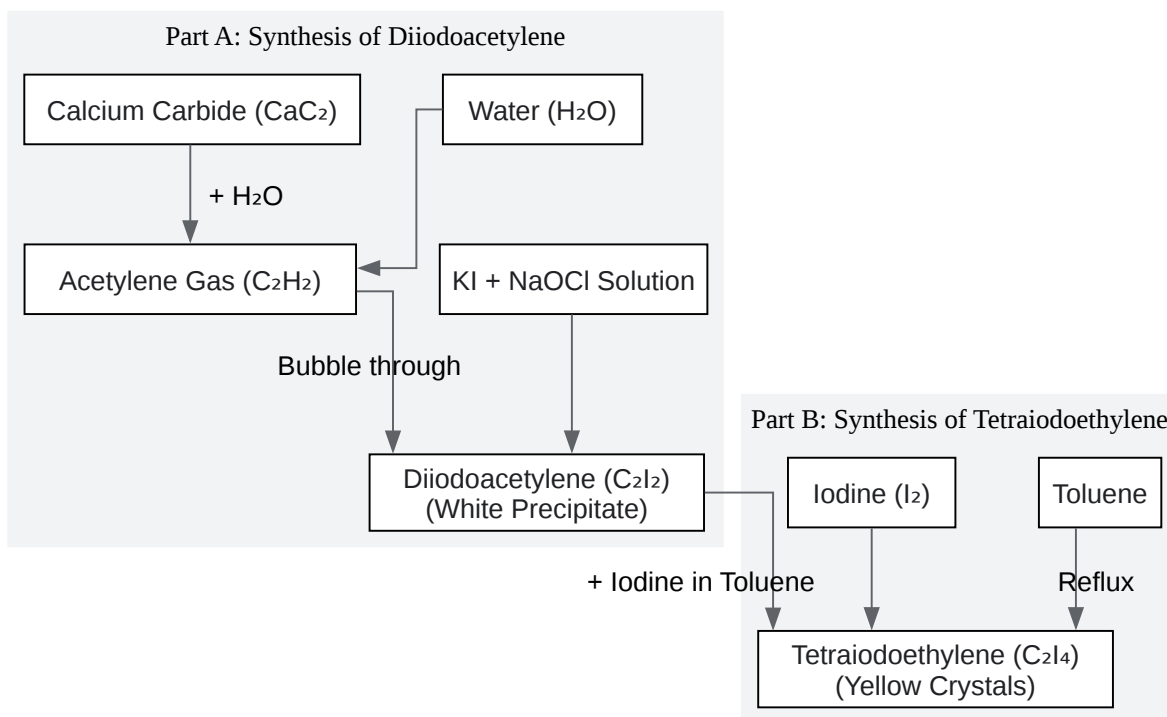 Part A: Synthesis of Diiodoacetylene
Calcium Carbide (CaC₂)
Water (H₂O)
+ H₂O
Acetylene Gas (C₂H₂)
KI + NaOCl Solution
Bubble through
Diiodoacetylene (C₂I₂)
(White Precipitate)
Part B: Synthesis of Tetraiodoethylene
Iodine (I₂)
Toluene
+ Iodine in Toluene
Reflux
Tetraiodoethylene (C₂I₄)
(Yellow Crystals)